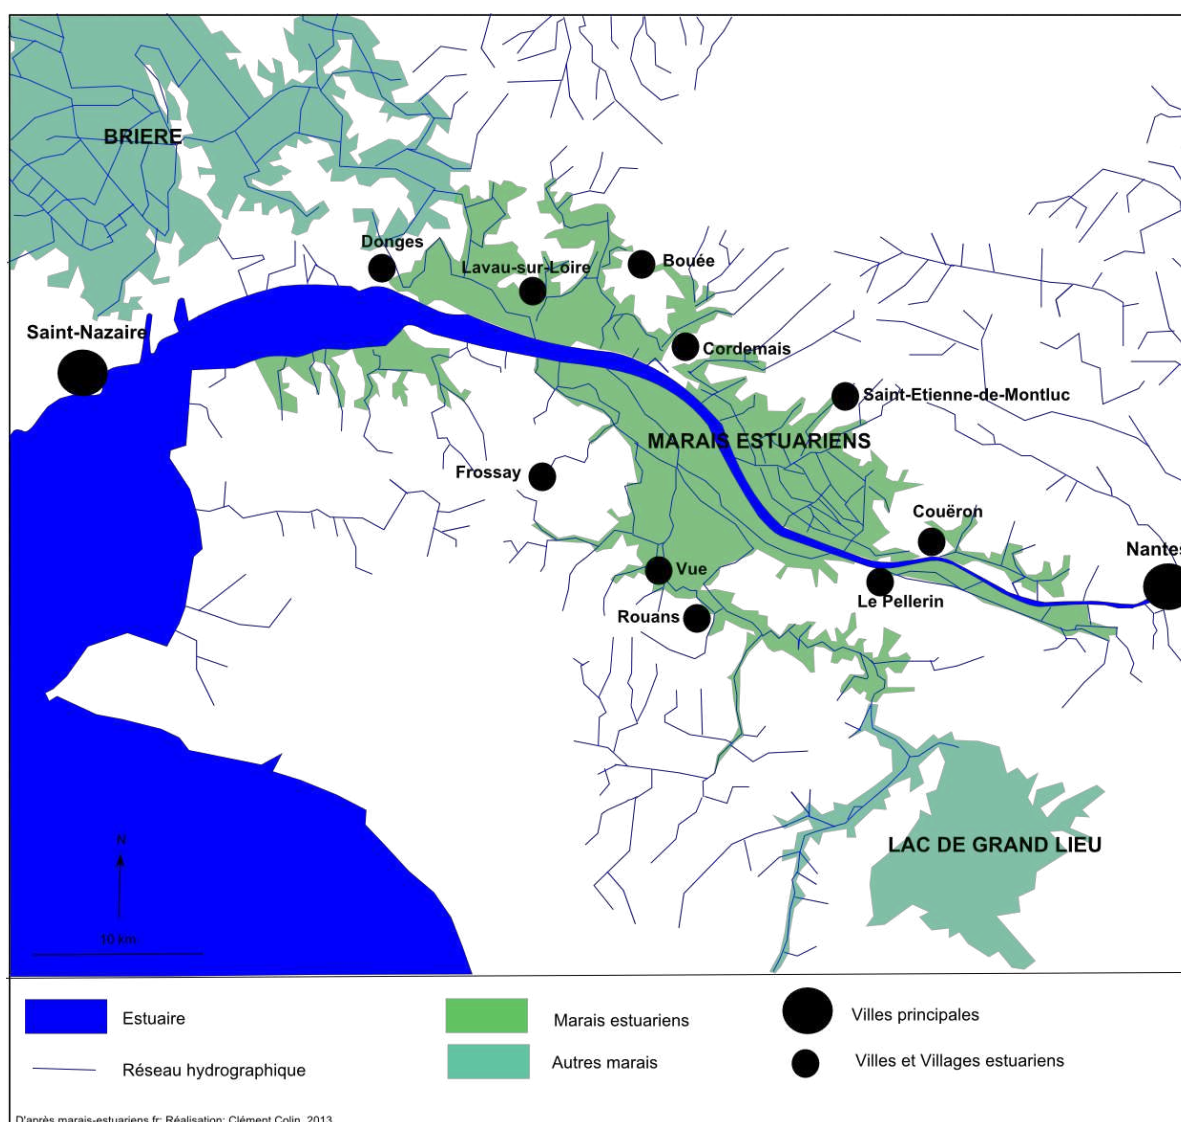 BRIERE
Donges
Lavau-sur-Loire
Bouée
Saint-Nazaire
Cordemais
Saint-Etienne-de-Montluc
MARAIS ESTUARIENS
Frossay
Couëron
Nantes
Vue
Le Pellerin
Rouans
LAC DE GRAND LIEU
N
10 km
Estuaire
Marais estuariens
Villes principales
Réseau hydrographique
Autres marais
Villes et Villages estuariens
D'après marais-estuariens.fr; Réalisation: Clément Colin, 2013